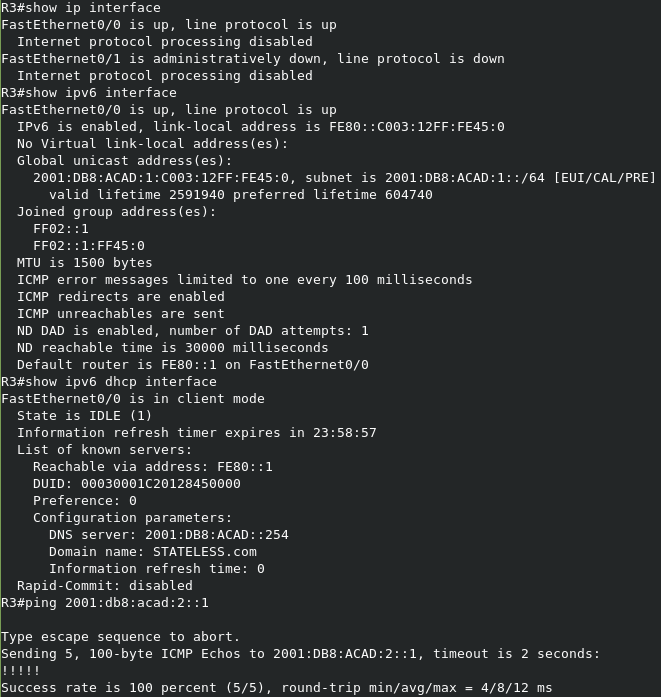 R3#show ip interface
FastEthernet0/0 is up, line protocol is up
  Internet protocol processing disabled
FastEthernet0/1 is administratively down, line protocol is down
  Internet protocol processing disabled
R3#show ipv6 interface
FastEthernet0/0 is up, line protocol is up
  IPv6 is enabled, link-local address is FE80::C003:12FF:FE45:0
  No Virtual link-local address(es):
  Global unicast address(es):
    2001:DB8:ACAD:1:C003:12FF:FE45:0, subnet is 2001:DB8:ACAD:1::/64 [EUI/CAL/PRE]
      valid lifetime 2591940 preferred lifetime 604740
  Joined group address(es):
    FF02::1
    FF02::1:FF45:0
  MTU is 1500 bytes
  ICMP error messages limited to one every 100 milliseconds
  ICMP redirects are enabled
  ICMP unreachables are sent
  ND DAD is enabled, number of DAD attempts: 1
  ND reachable time is 30000 milliseconds
  Default router is FE80::1 on FastEthernet0/0
R3#show ipv6 dhcp interface
FastEthernet0/0 is in client mode
  State is IDLE (1)
  Information refresh timer expires in 23:58:57
  List of known servers:
    Reachable via address: FE80::1
    DUID: 00030001C20128450000
    Preference: 0
    Configuration parameters:
      DNS server: 2001:DB8:ACAD::254
      Domain name: STATELESS.com
      Information refresh time: 0
  Rapid-Commit: disabled
R3#ping 2001:db8:acad:2::1
Type escape sequence to abort.
Sending 5, 100-byte ICMP Echos to 2001:DB8:ACAD:2::1, timeout is 2 seconds:
!!!!!
Success rate is 100 percent (5/5), round-trip min/avg/max = 4/8/12 ms